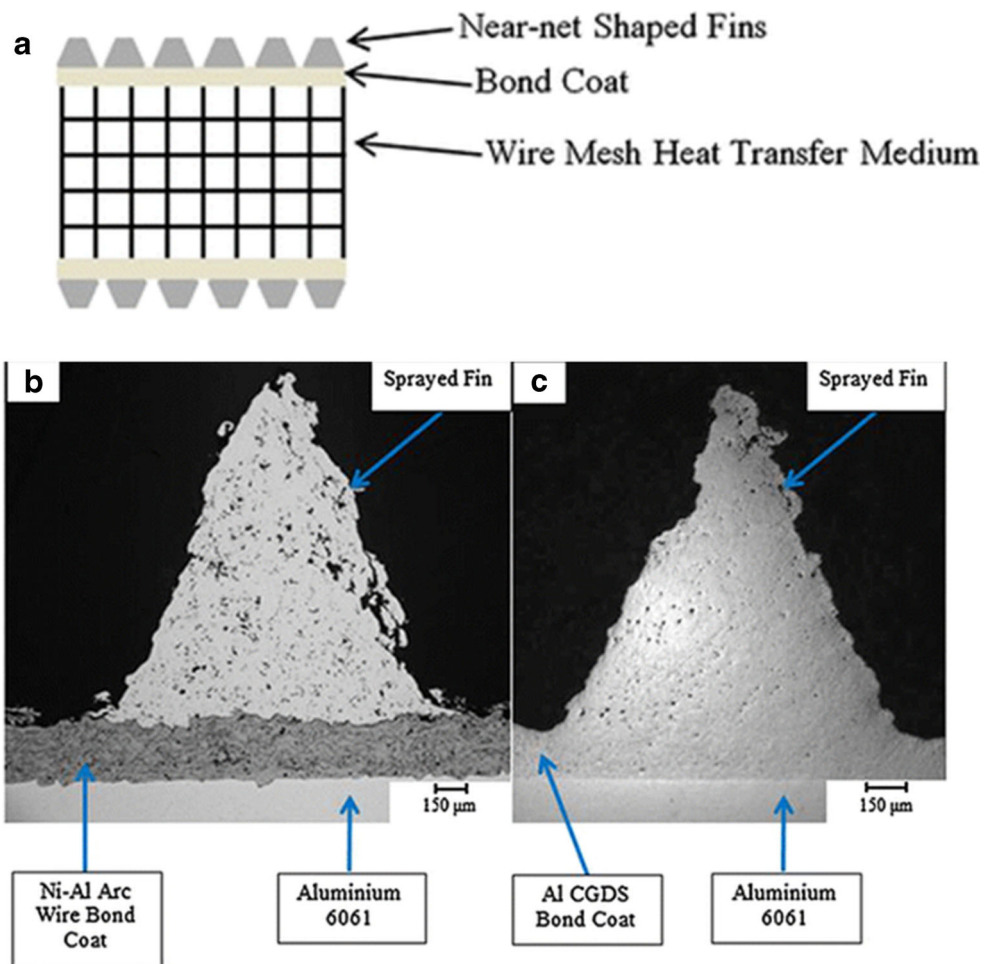 a
Near-net Shaped Fins
Bond Coat
Wire Mesh Heat Transfer Medium
b
Sprayed Fin
c
Sprayed Fin
150 µm
150 µm
Ni-Al Arc
Wire Bond
Coat
Aluminium
6061
Al CGDS
Bond Coat
Aluminium
6061